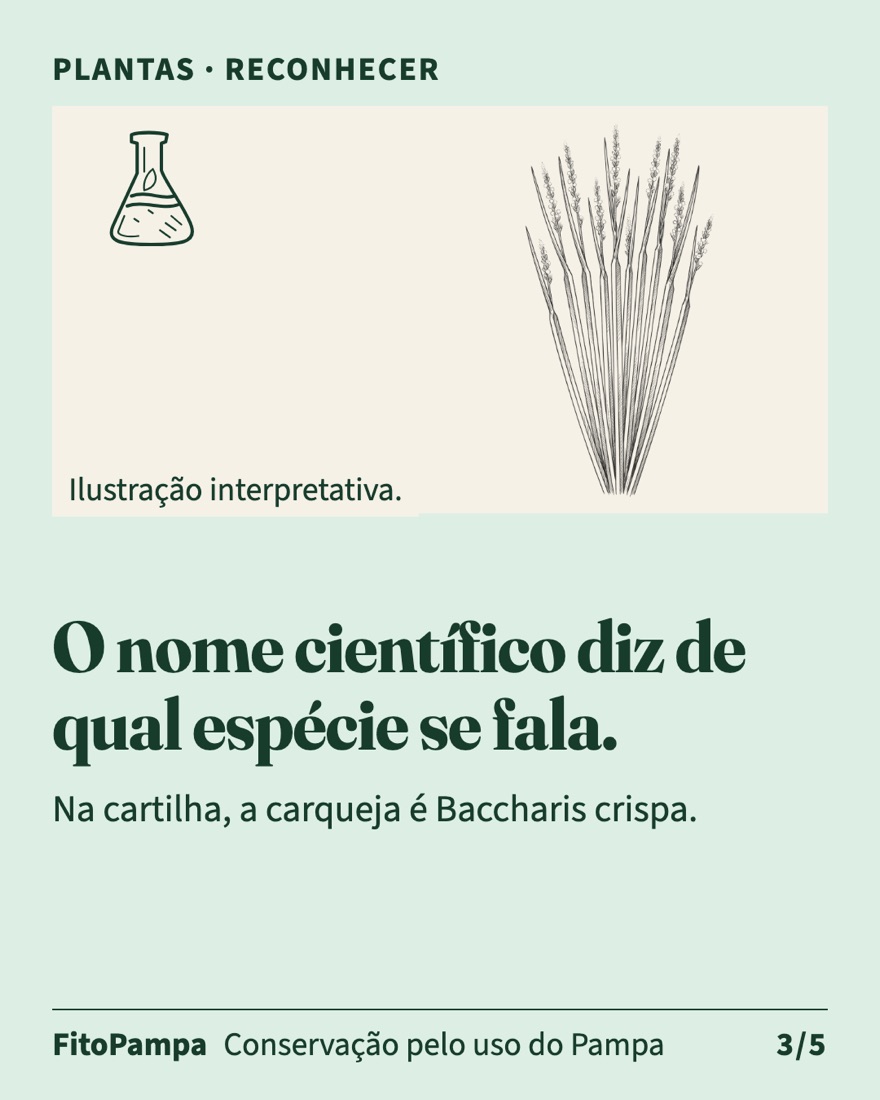 PLANTAS · RECONHECER
Ilustração interpretativa.
O nome científico diz de
qual espécie se fala.
Na cartilha, a carqueja é Baccharis crispa.
FitoPampa Conservação pelo uso do Pampa 3/5